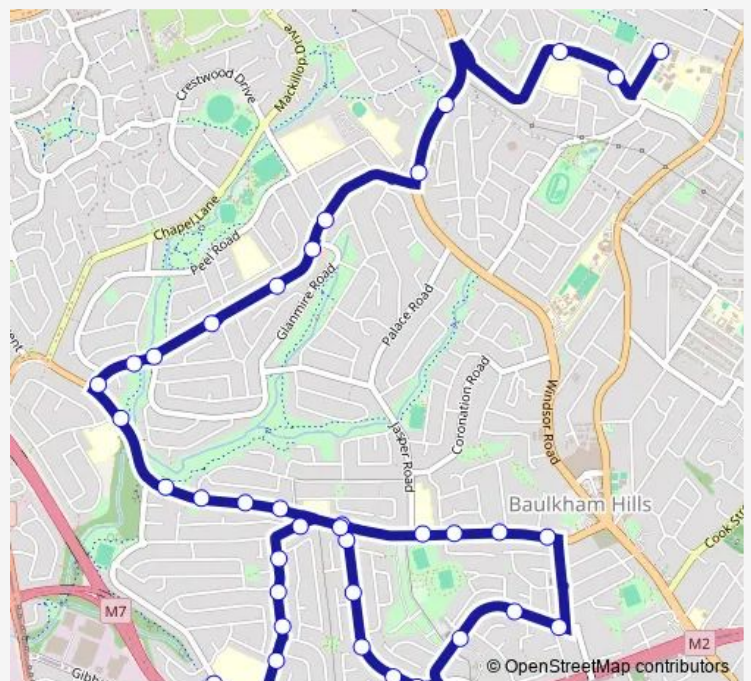 Mackillop Drive
Crestwood Drive
Chapel Lane
Peel Road
Glanmire Road
Palace Road
Coronation Road
Windsor Road
Jasper Road
Baulkham Hills
Cook
M7
M2
© OpenStreetMap contributors